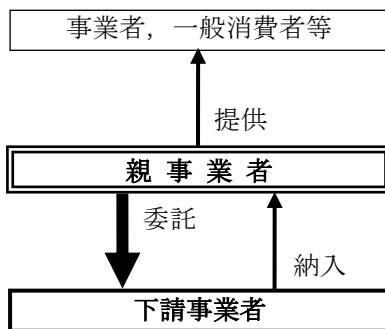 事業者，一般消費者等
提供
親 事 業 者
委託
納入
下請事業者